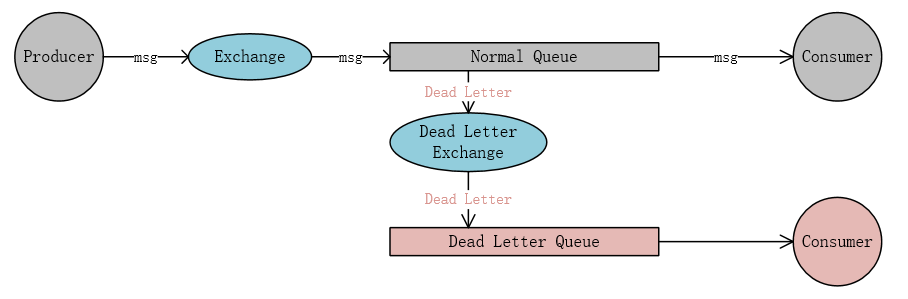 Producer
msg
Exchange
msg
Normal Queue
msg
Consumer
Dead Letter
Dead Letter
Exchange
Dead Letter
Dead Letter Queue
Consumer